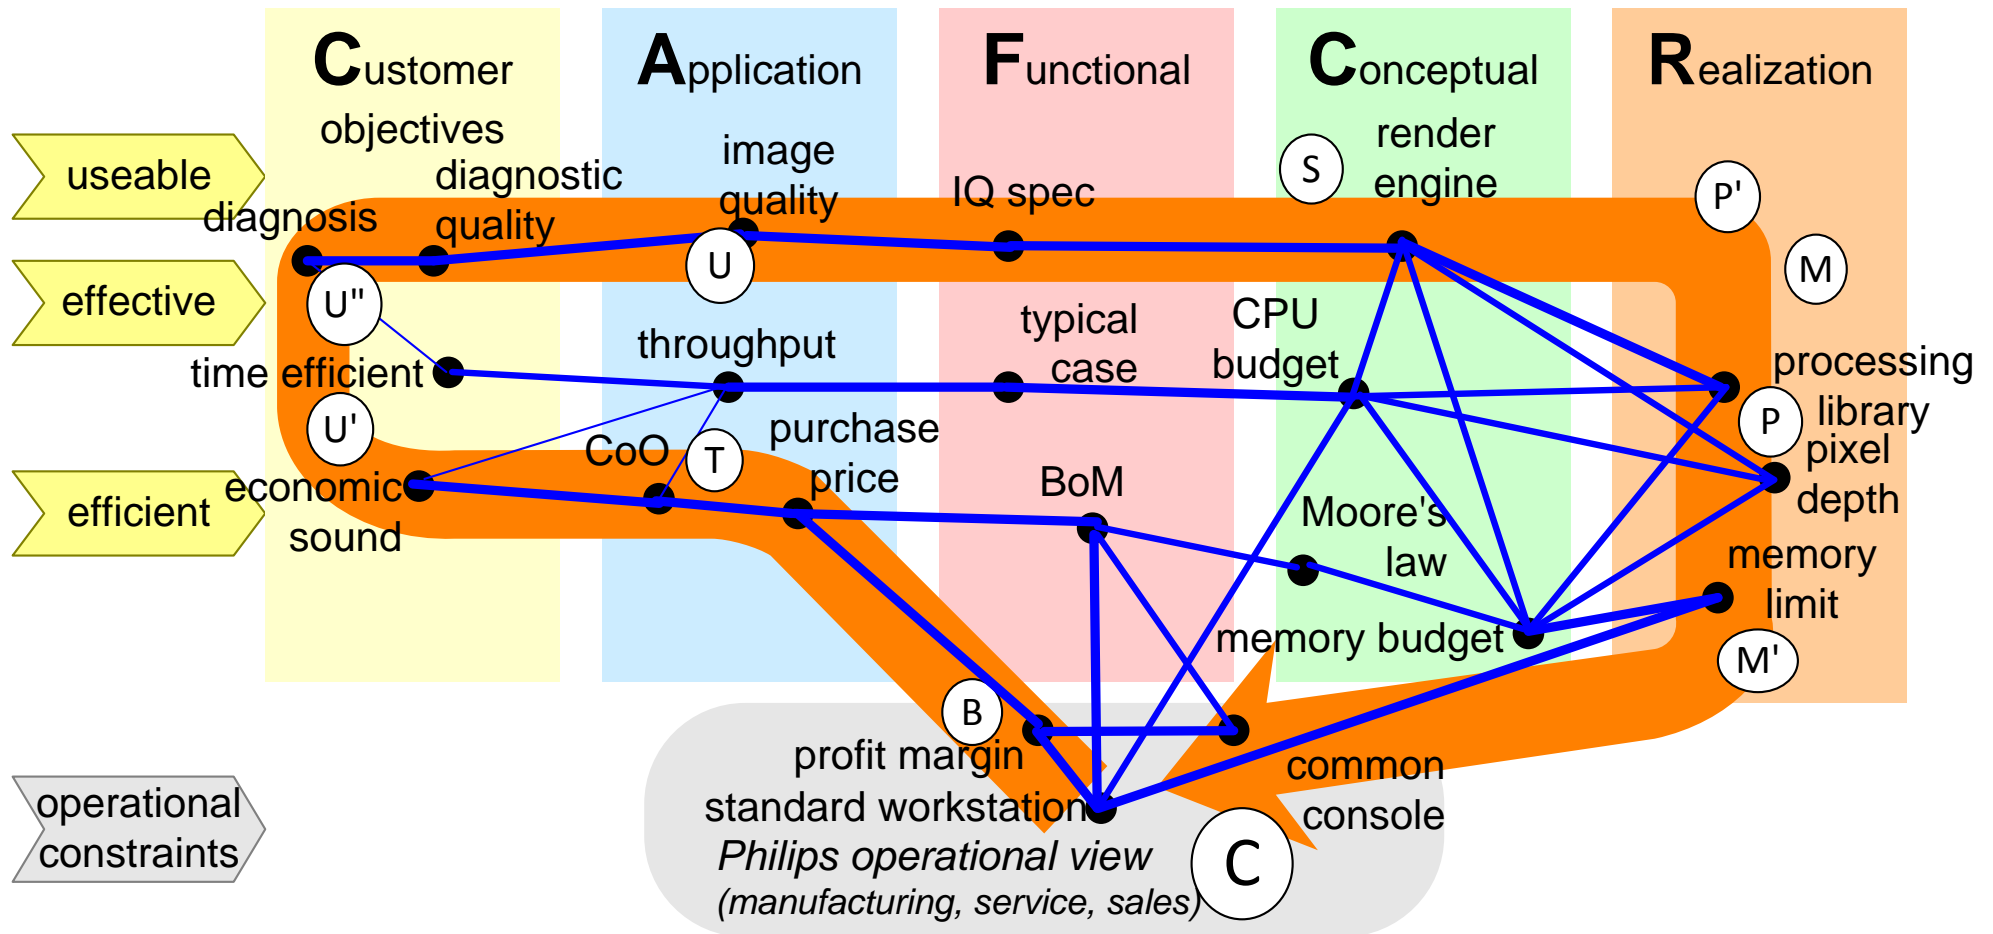 Customer
objectives
Application
Functional
Conceptual
Realization
useable
effective
efficient
operational
constraints
diagnosis
diagnostic
quality
image
quality
IQ spec
S
render
engine
P'
M
U
U"
time efficient
throughput
typical
case
CPU
budget
processing
library
P
pixel
depth
U'
economic
sound
CoO
T
purchase
price
BoM
Moore's
law
memory budget
memory
limit
M'
B
profit margin
standard workstation
common
console
C
Philips operational view
(manufacturing, service, sales)